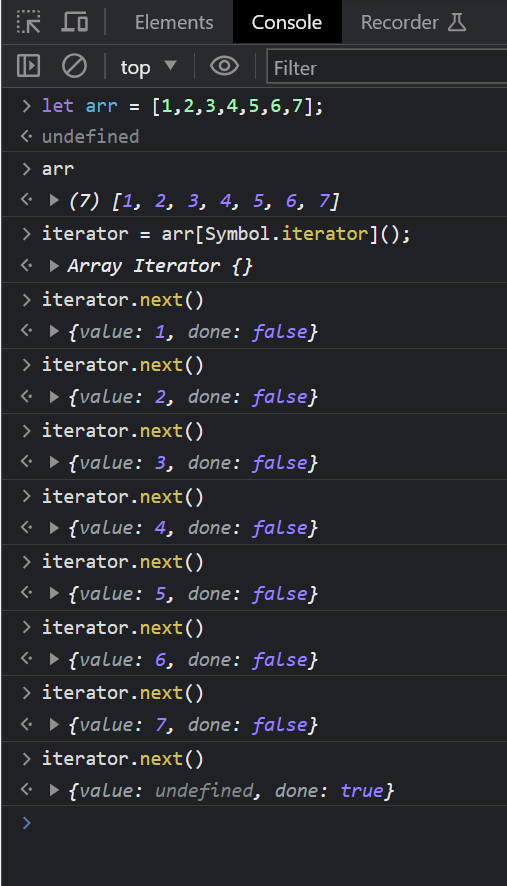 Elements Console Recorder
top Filter
let arr = [1,2,3,4,5,6,7];
undefined
arr
(7) [1, 2, 3, 4, 5, 6, 7]
iterator = arr[Symbol.iterator]();
Array Iterator {}
iterator.next()
{value: 1, done: false}
iterator.next()
{value: 2, done: false}
iterator.next()
{value: 3, done: false}
iterator.next()
{value: 4, done: false}
iterator.next()
{value: 5, done: false}
iterator.next()
{value: 6, done: false}
iterator.next()
{value: 7, done: false}
iterator.next()
{value: undefined, done: true}